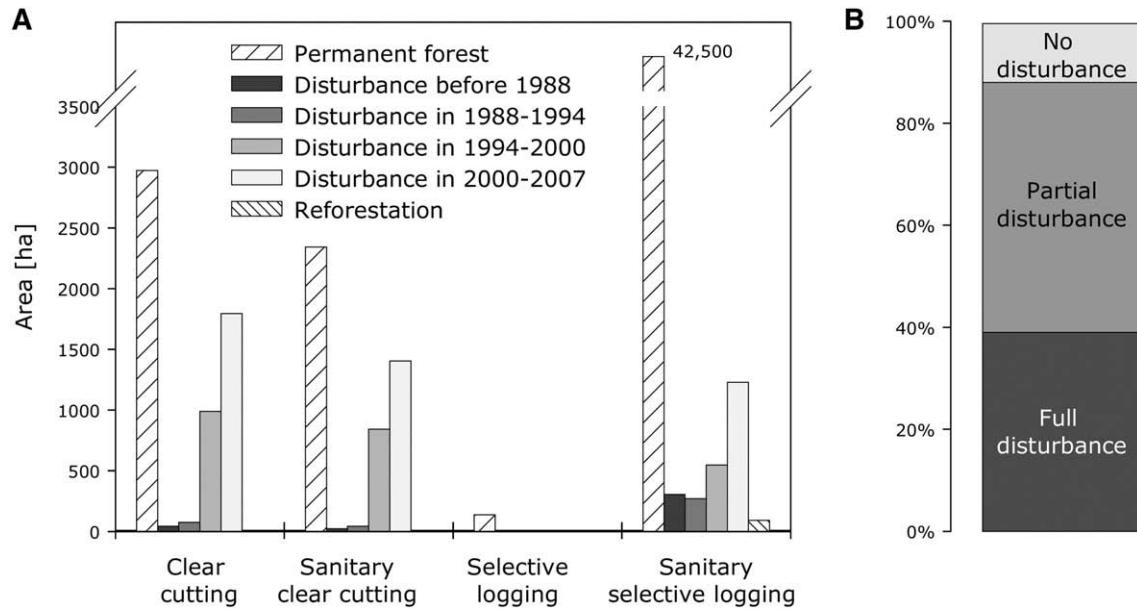 A
42,500
Permanent forest
Disturbance before 1988
Disturbance in 1988-1994
Disturbance in 1994-2000
Disturbance in 2000-2007
Reforestation
Area [ha]
3500
3000
2500
2000
1500
1000
500
0
Clear
cutting
Sanitary
clear cutting
Selective
logging
Sanitary
selective logging
B
100%
80%
60%
40%
20%
0%
No
disturbance
Partial
disturbance
Full
disturbance